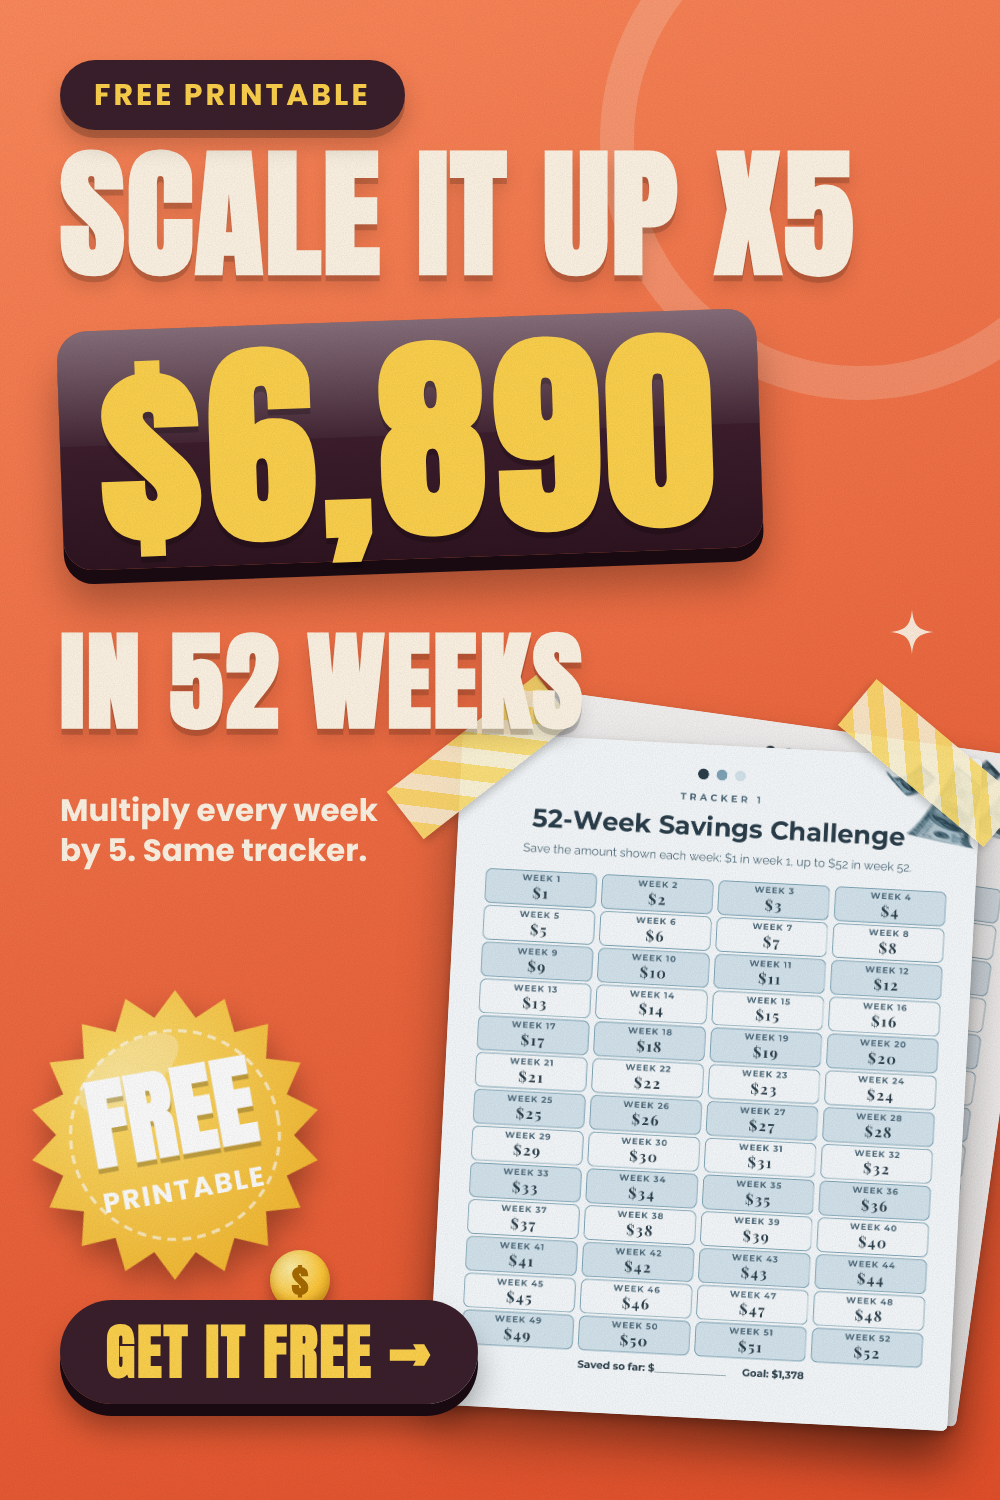 FREE PRINTABLE
SCALE IT UP X5
$6,890
IN 52 WEEKS
Multiply every week
by 5. Same tracker.
TRACKER 1
52-Week Savings Challenge
Save the amount shown each week: $1 in week 1, up to $52 in week 52.
WEEK 1 WEEK 2 WEEK 3 WEEK 4
$1 $2 $3 $4
WEEK 5 WEEK 6 WEEK 7 WEEK 8
$5 $6 $7 $8
WEEK 9 WEEK 10 WEEK 11 WEEK 12
$9 $10 $11 $12
WEEK 13 WEEK 14 WEEK 15 WEEK 16
$13 $14 $15 $16
WEEK 17 WEEK 18 WEEK 19 WEEK 20
$17 $18 $19 $20
WEEK 21 WEEK 22 WEEK 23 WEEK 24
$21 $22 $23 $24
WEEK 25 WEEK 26 WEEK 27 WEEK 28
$25 $26 $27 $28
WEEK 29 WEEK 30 WEEK 31 WEEK 32
$29 $30 $31 $32
WEEK 33 WEEK 34 WEEK 35 WEEK 36
$33 $34 $35 $36
WEEK 37 WEEK 38 WEEK 39 WEEK 40
$37 $38 $39 $40
WEEK 41 WEEK 42 WEEK 43 WEEK 44
$41 $42 $43 $44
WEEK 45 WEEK 46 WEEK 47 WEEK 48
$45 $46 $47 $48
WEEK 49 WEEK 50 WEEK 51 WEEK 52
$49 $50 $51 $52
Saved so far: $____________ Goal: $1,378
FREE
PRINTABLE
$
GET IT FREE →